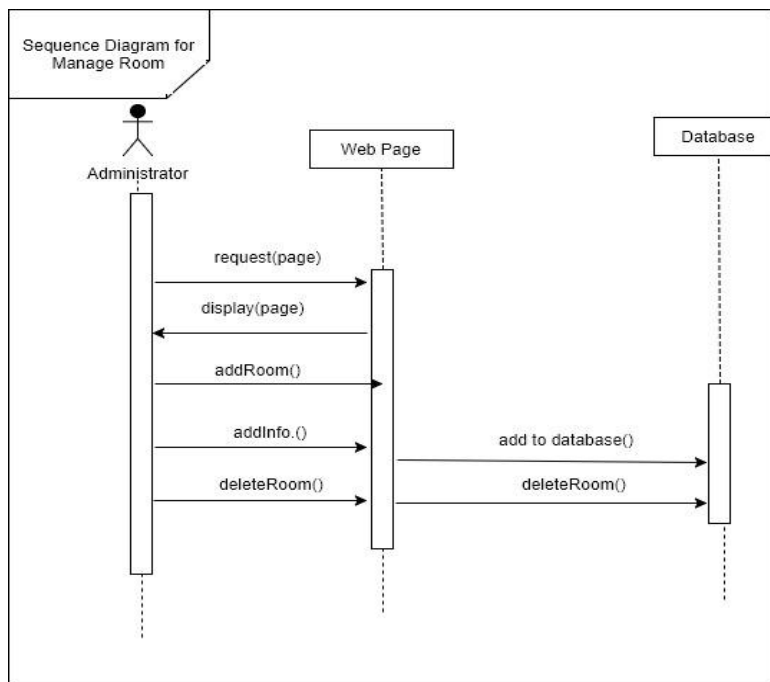 Sequence Diagram for
Manage Room
Administrator
Web Page
Database
request(page)
display(page)
addRoom()
addInfo.()
add to database()
deleteRoom()
deleteRoom()